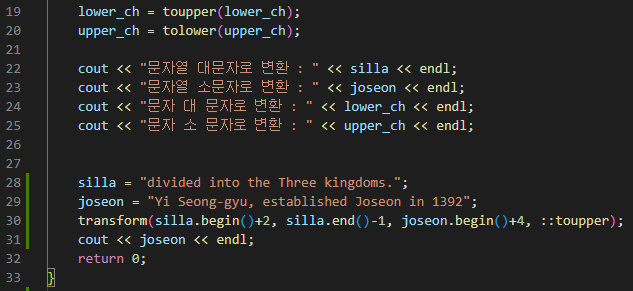 19 lower_ch = toupper(lower_ch);
20 upper_ch = tolower(upper_ch);
21
22 cout << "문자열 대문자로 변환 : " << silla << endl;
23 cout << "문자열 소문자로 변환 : " << joseon << endl;
24 cout << "문자 대 문자로 변환 : " << lower_ch << endl;
25 cout << "문자 소 문자로 변환 : " << upper_ch << endl;
26
27
28 silla = "divided into the Three kingdoms.";
29 joseon = "Yi Seong-gyu, established Joseon in 1392";
30 transform(silla.begin()+2, silla.end()-1, joseon.begin()+4, ::toupper);
31 cout << joseon << endl;
32 return 0;
33 }